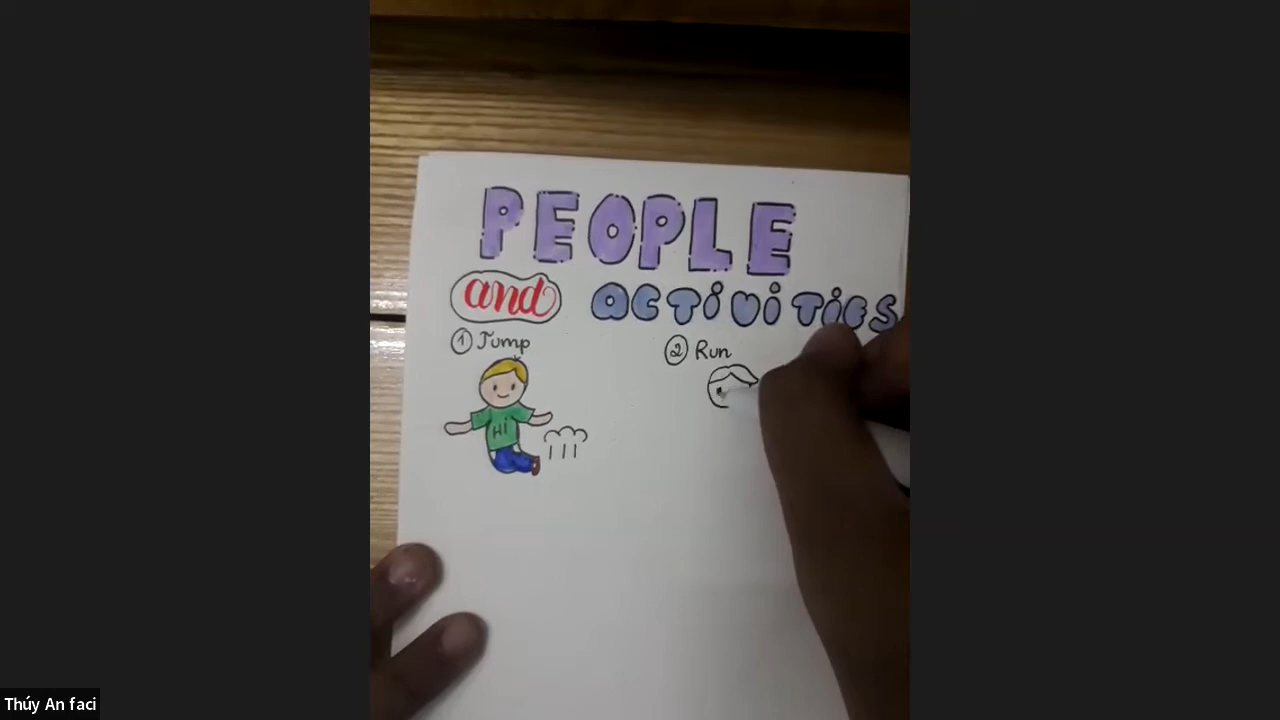 PEOPLE
and ACTIViTiES
① Jump
② Run
Hi
Thúy An faci